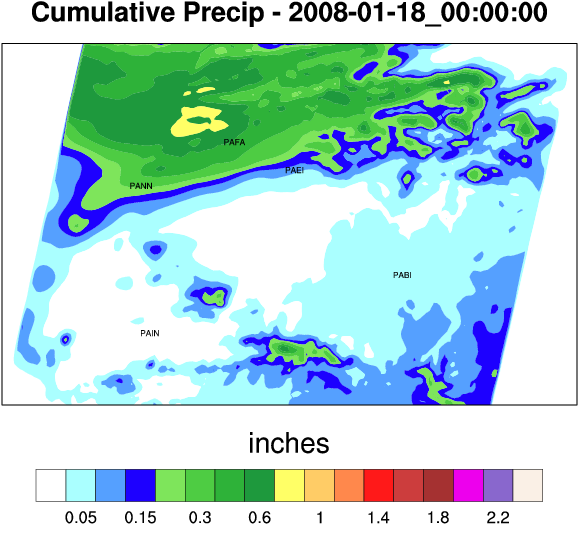 Cumulative Precip - 2008-01-18_00:00:00
PAFA
PAEI
PANN
PABI
PAIN
inches
0.05 0.15 0.3 0.6 1 1.4 1.8 2.2